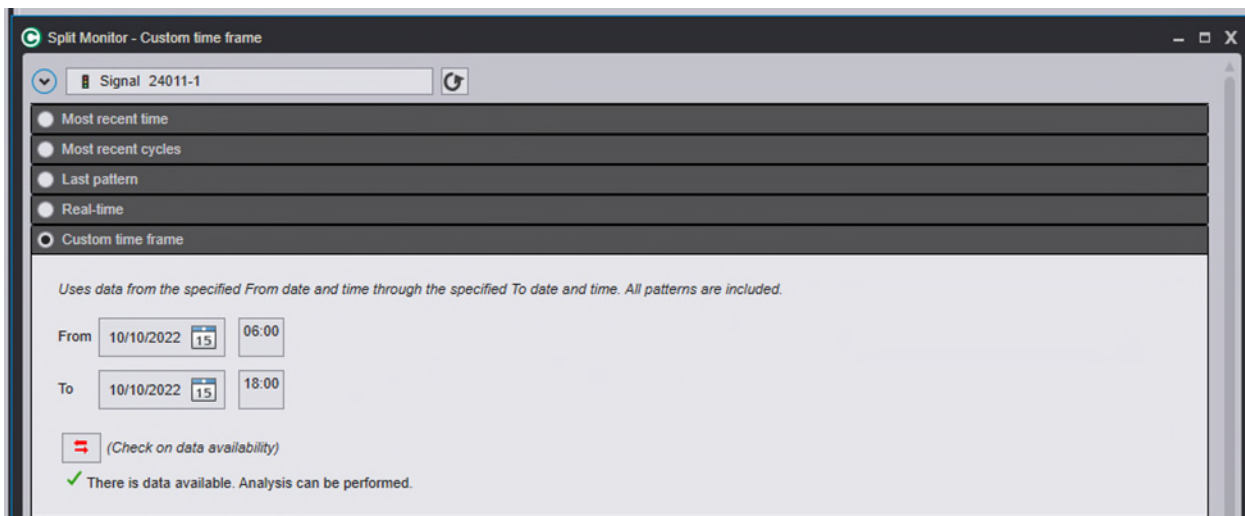 Split Monitor - Custom time frame
Signal 24011-1
Most recent time
Most recent cycles
Last pattern
Real-time
Custom time frame
Uses data from the specified From date and time through the specified To date and time. All patterns are included.
From 10/10/2022 15 06:00
To 10/10/2022 15 18:00
(Check on data availability)
There is data available. Analysis can be performed.